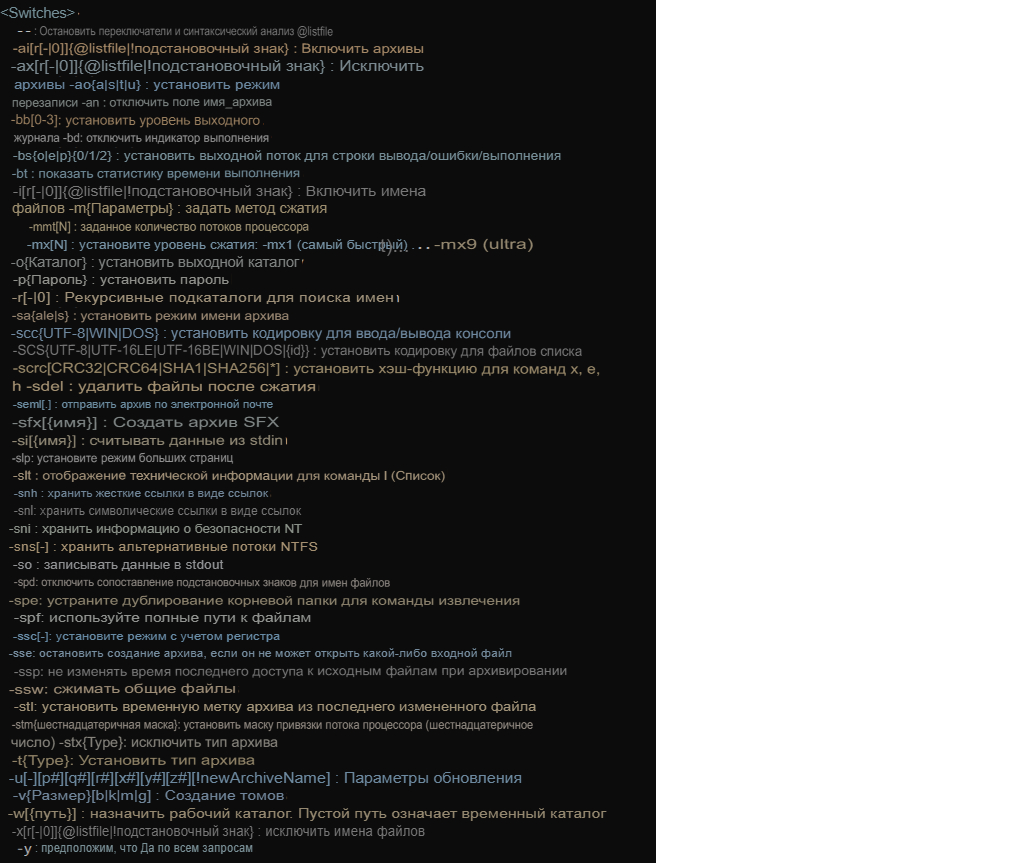 <Switches>
-- : Остановить переключатели и синтаксический анализ @listfile
-ai[r[-|0]]{@listfile|!подстановочный знак} : Включить архивы
-ax[r[-|0]]{@listfile|!подстановочный знак} : Исключить
архивы -ao{a|s|t|u} : установить режим
перезаписи -an : отключить поле имя_архива
-bb[0-3]: установить уровень выходного
журнала -bd: отключить индикатор выполнения
-bs{o|e|p}{0/1/2} : установить выходной поток для строки вывода/ошибки/выполнения
-bt : показать статистику времени выполнения
-i[r[-|0]]{@listfile|!подстановочный знак} : Включить имена
файлов -m{Параметры} : задать метод сжатия
-mmt[N] : заданное количество потоков процессора
-mx[N] : установите уровень сжатия: -mx1 (самый быстрый) ... -mx9 (ultra)
-o{Каталог} : установить выходной каталог
-p{Пароль} : установить пароль
-r[-|0] : Рекурсивные подкаталоги для поиска имен
-sa{ale|s} : установить режим имени архива
-scc{UTF-8|WIN|DOS} : установить кодировку для ввода/вывода консоли
-SCS{UTF-8|UTF-16LE|UTF-16BE|WIN|DOS|{id}} : установить кодировку для файлов списка
-scrc[CRC32|CRC64|SHA1|SHA256|*] : установить хэш-функцию для команд x, e,
h -sdel : удалить файлы после сжатия
-seml[.] : отправить архив по электронной почте
-sfx[{имя}] : Создать архив SFX
-si[{имя}] : считывать данные из stdin
-slp: установите режим больших страниц
-slt : отображение технической информации для команды l (Список)
-snh : хранить жесткие ссылки в виде ссылок
-snl: хранить символические ссылки в виде ссылок
-sni : хранить информацию о безопасности NT
-sns[-] : хранить альтернативные потоки NTFS
-so : записывать данные в stdout
-spd: отключить сопоставление подстановочных знаков для имен файлов
-spe: устраните дублирование корневой папки для команды извлечения
-spf: используйте полные пути к файлам
-ssc[-]: установите режим с учетом регистра
-sse: остановить создание архива, если он не может открыть какой-либо входной файл
-ssp: не изменять время последнего доступа к исходным файлам при архивировании
-ssw: сжимать общие файлы
-stl: установить временную метку архива из последнего измененного файла
-stm{шестнадцатеричная маска}: установить маску привязки потока процессора (шестнадцатеричное
число) -stx{Type}: исключить тип архива
-t{Type}: Установить тип архива
-u[-][p#][q#][r#][x#][y#][z#][!newArchiveName] : Параметры обновления
-v{Размер}[b|k|m|g] : Создание томов
-w[{путь}] : назначить рабочий каталог. Пустой путь означает временный каталог
-x[r[-|0]]{@listfile|!подстановочный знак} : исключить имена файлов
-y : предположим, что Да по всем запросам